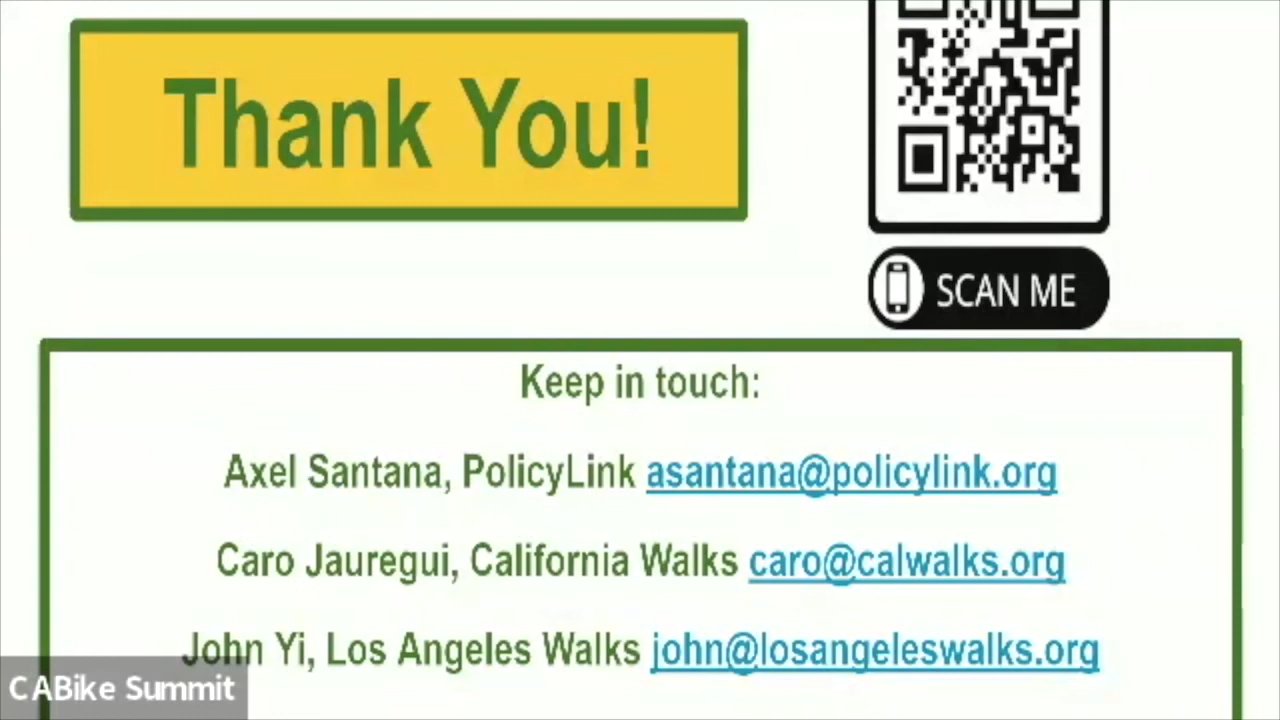 Thank You!
SCAN ME
Keep in touch:
Axel Santana, PolicyLink asantana@policylink.org
Caro Jauregui, California Walks caro@calwalks.org
John Yi, Los Angeles Walks john@losangeleswalks.org
CABike Summit